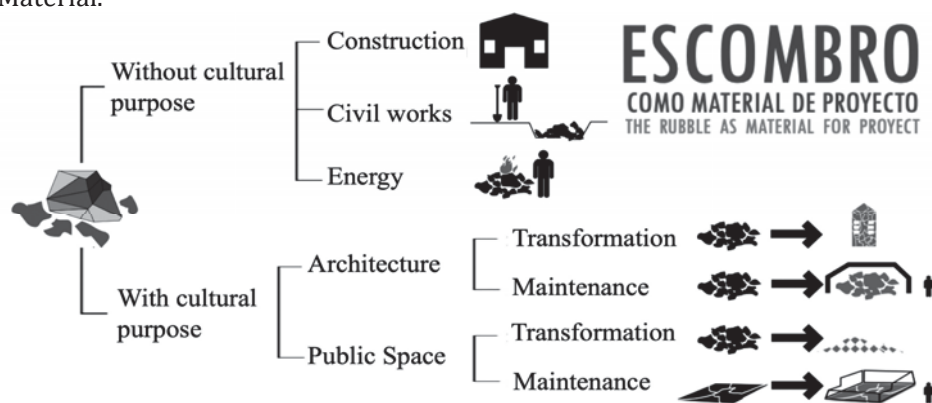 Material.
Construction
ESCOMBRO
COMO MATERIAL DE PROYECTO
THE RUBBLE AS MATERIAL FOR PROYECT
Without cultural
purpose
Civil works
Energy
Architecture
Transformation
Maintenance
With cultural
purpose
Public Space
Transformation
Maintenance